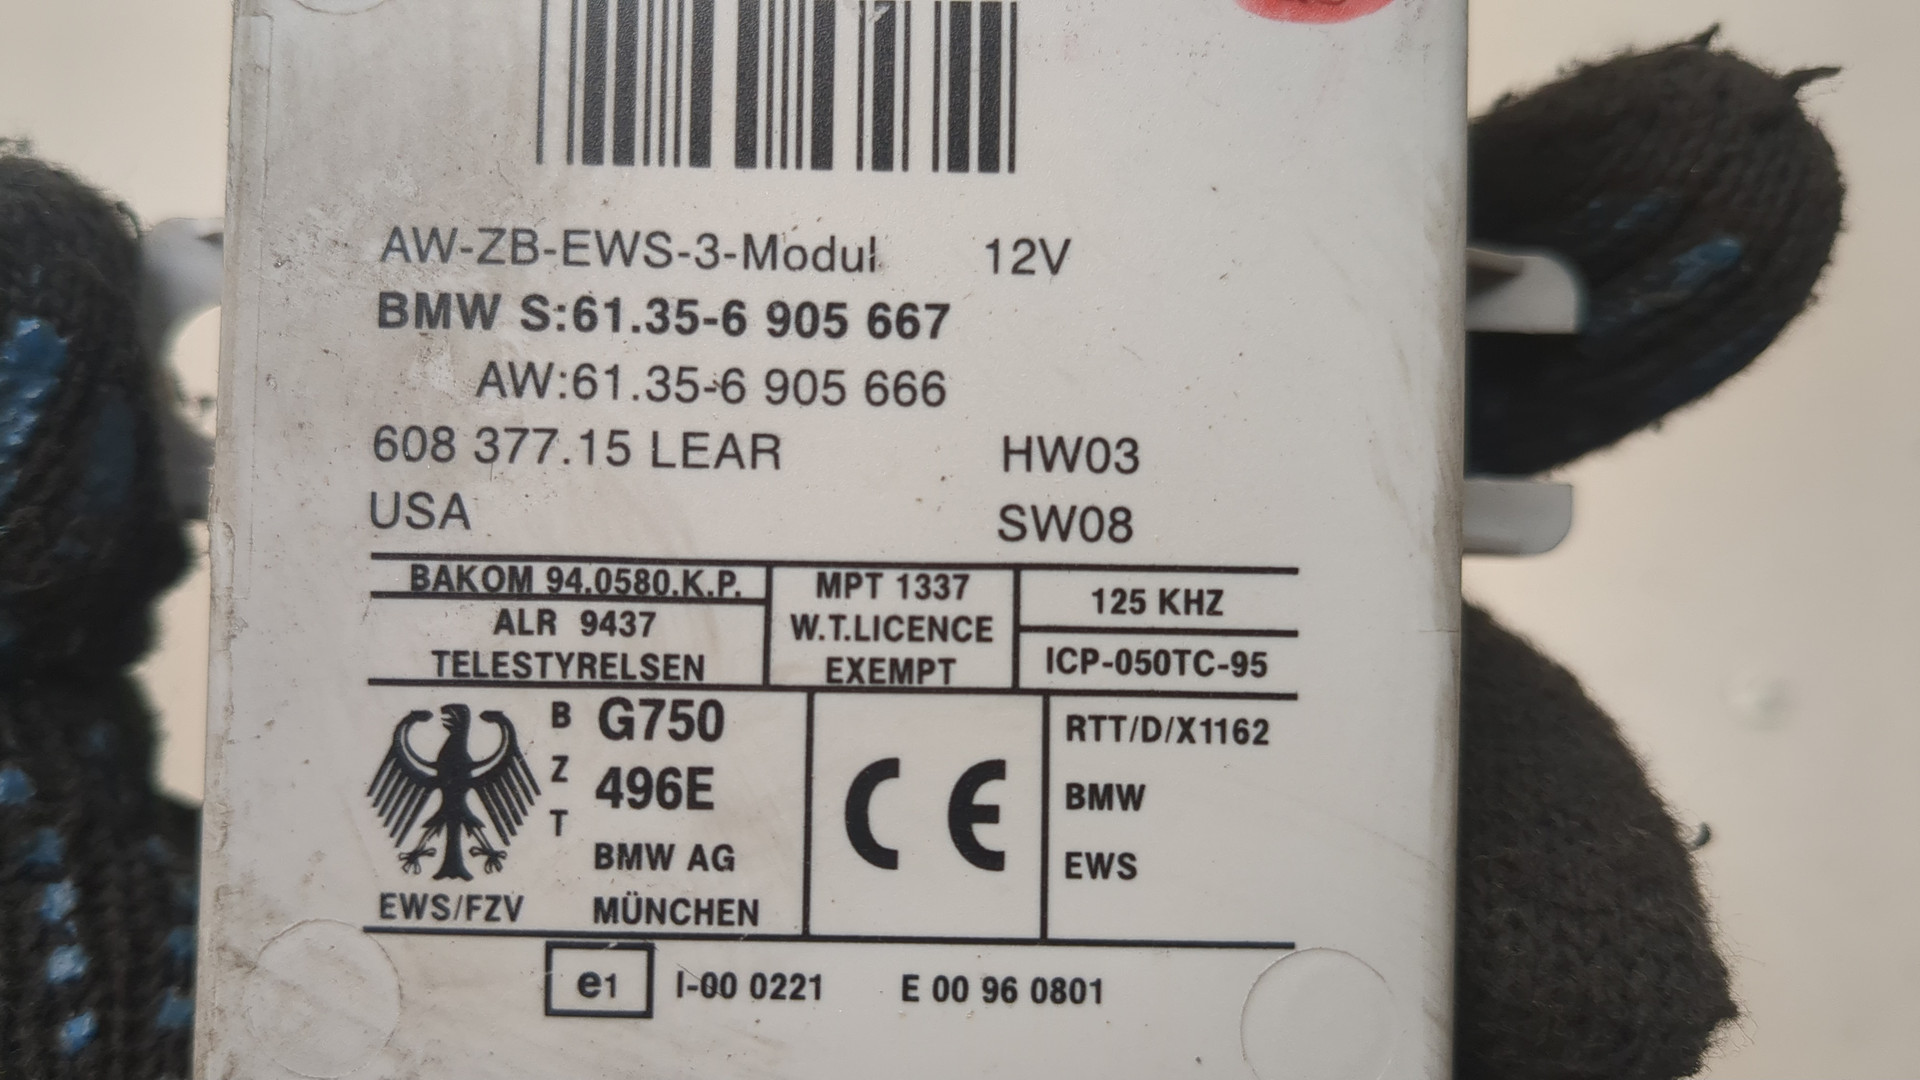 AW-ZB-EWS-3-Modul 12V
BMW S:61.35-6 905 667
AW:61.35-6 905 666
608 377.15 LEAR HW03
USA SW08
BAKOM 94.0580.K.P.
ALR 9437
TELESTYRELSEN
MPT 1337
W.T.LICENCE
EXEMPT
125 KHZ
ICP-050TC-95
BZT
G750
496E
BMW AG
MÜNCHEN
EWS/FZV
CE
RTT/D/X1162
BMW
EWS
e1 I-00 0221 E 00 96 0801